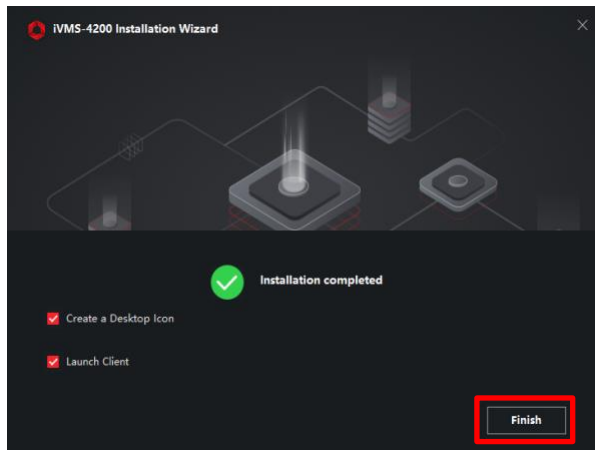 iVMS-4200 Installation Wizard
Installation completed
Create a Desktop Icon
Launch Client
Finish